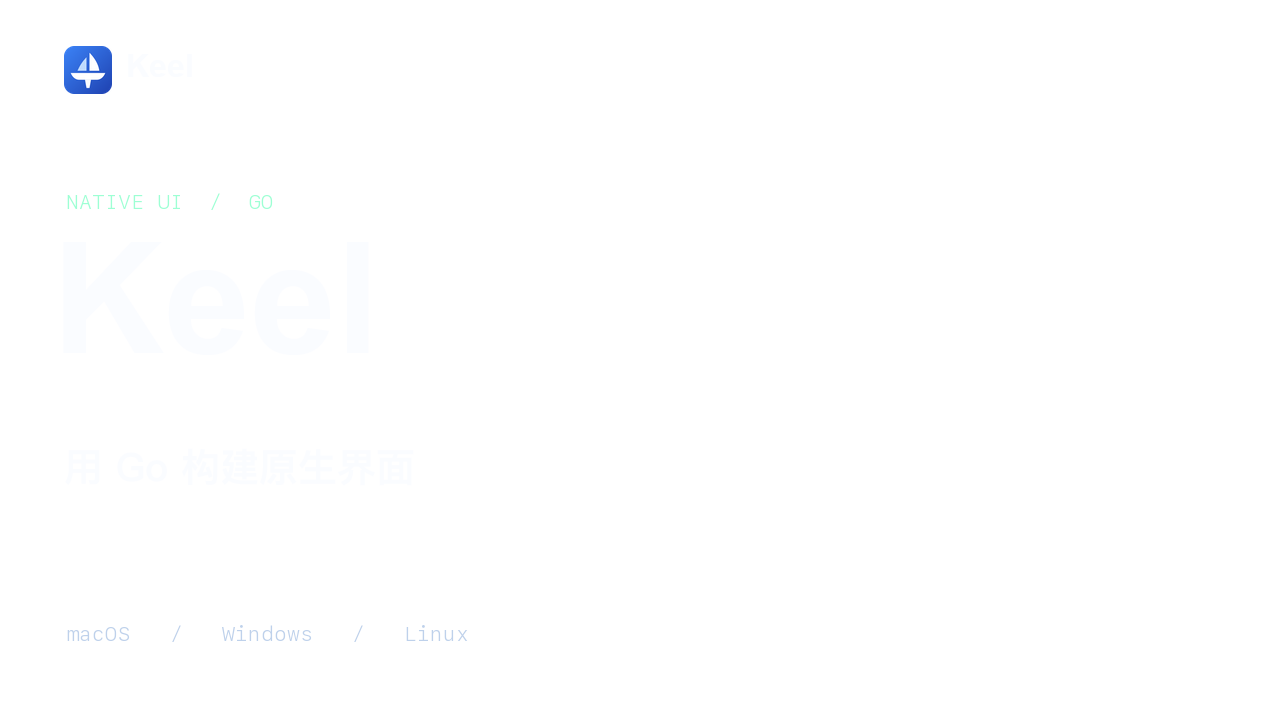 Keel
NATIVE UI / GO
Keel
用 Go 构建原生界面
macOS / Windows / Linux